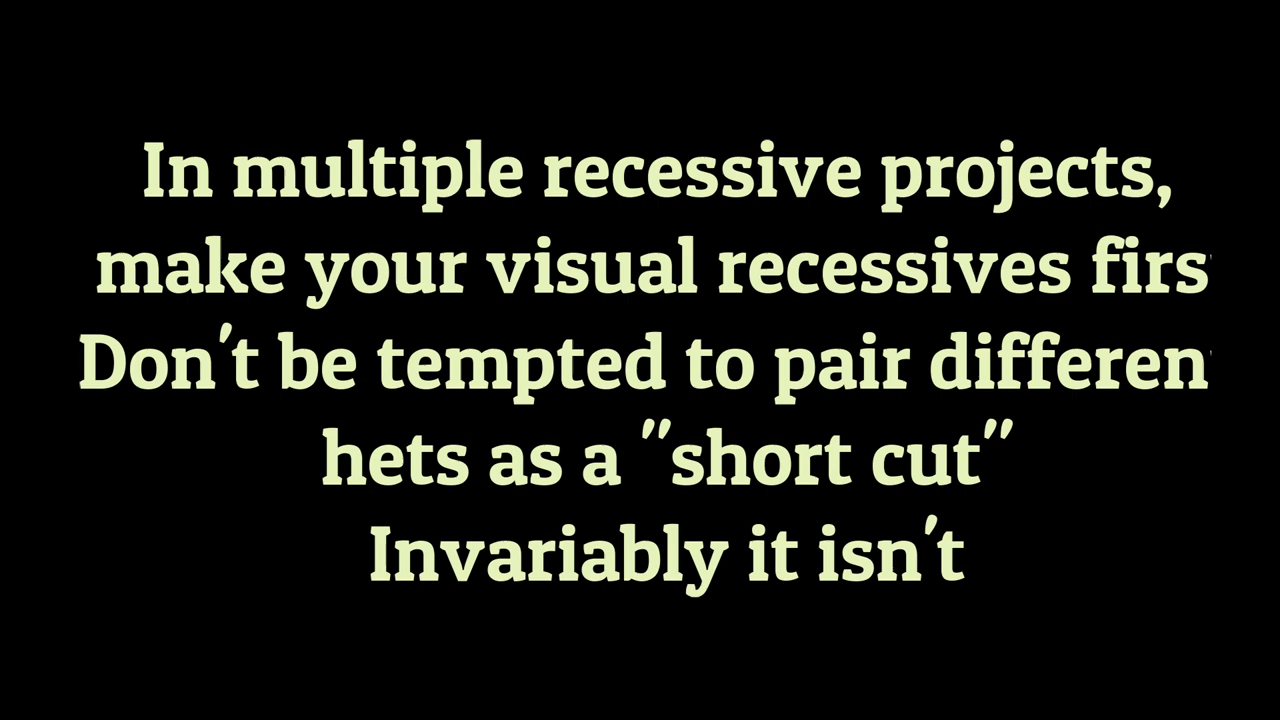 In multiple recessive projects,
make your visual recessives firs
Don't be tempted to pair differen
hets as a "short cut"
Invariably it isn't